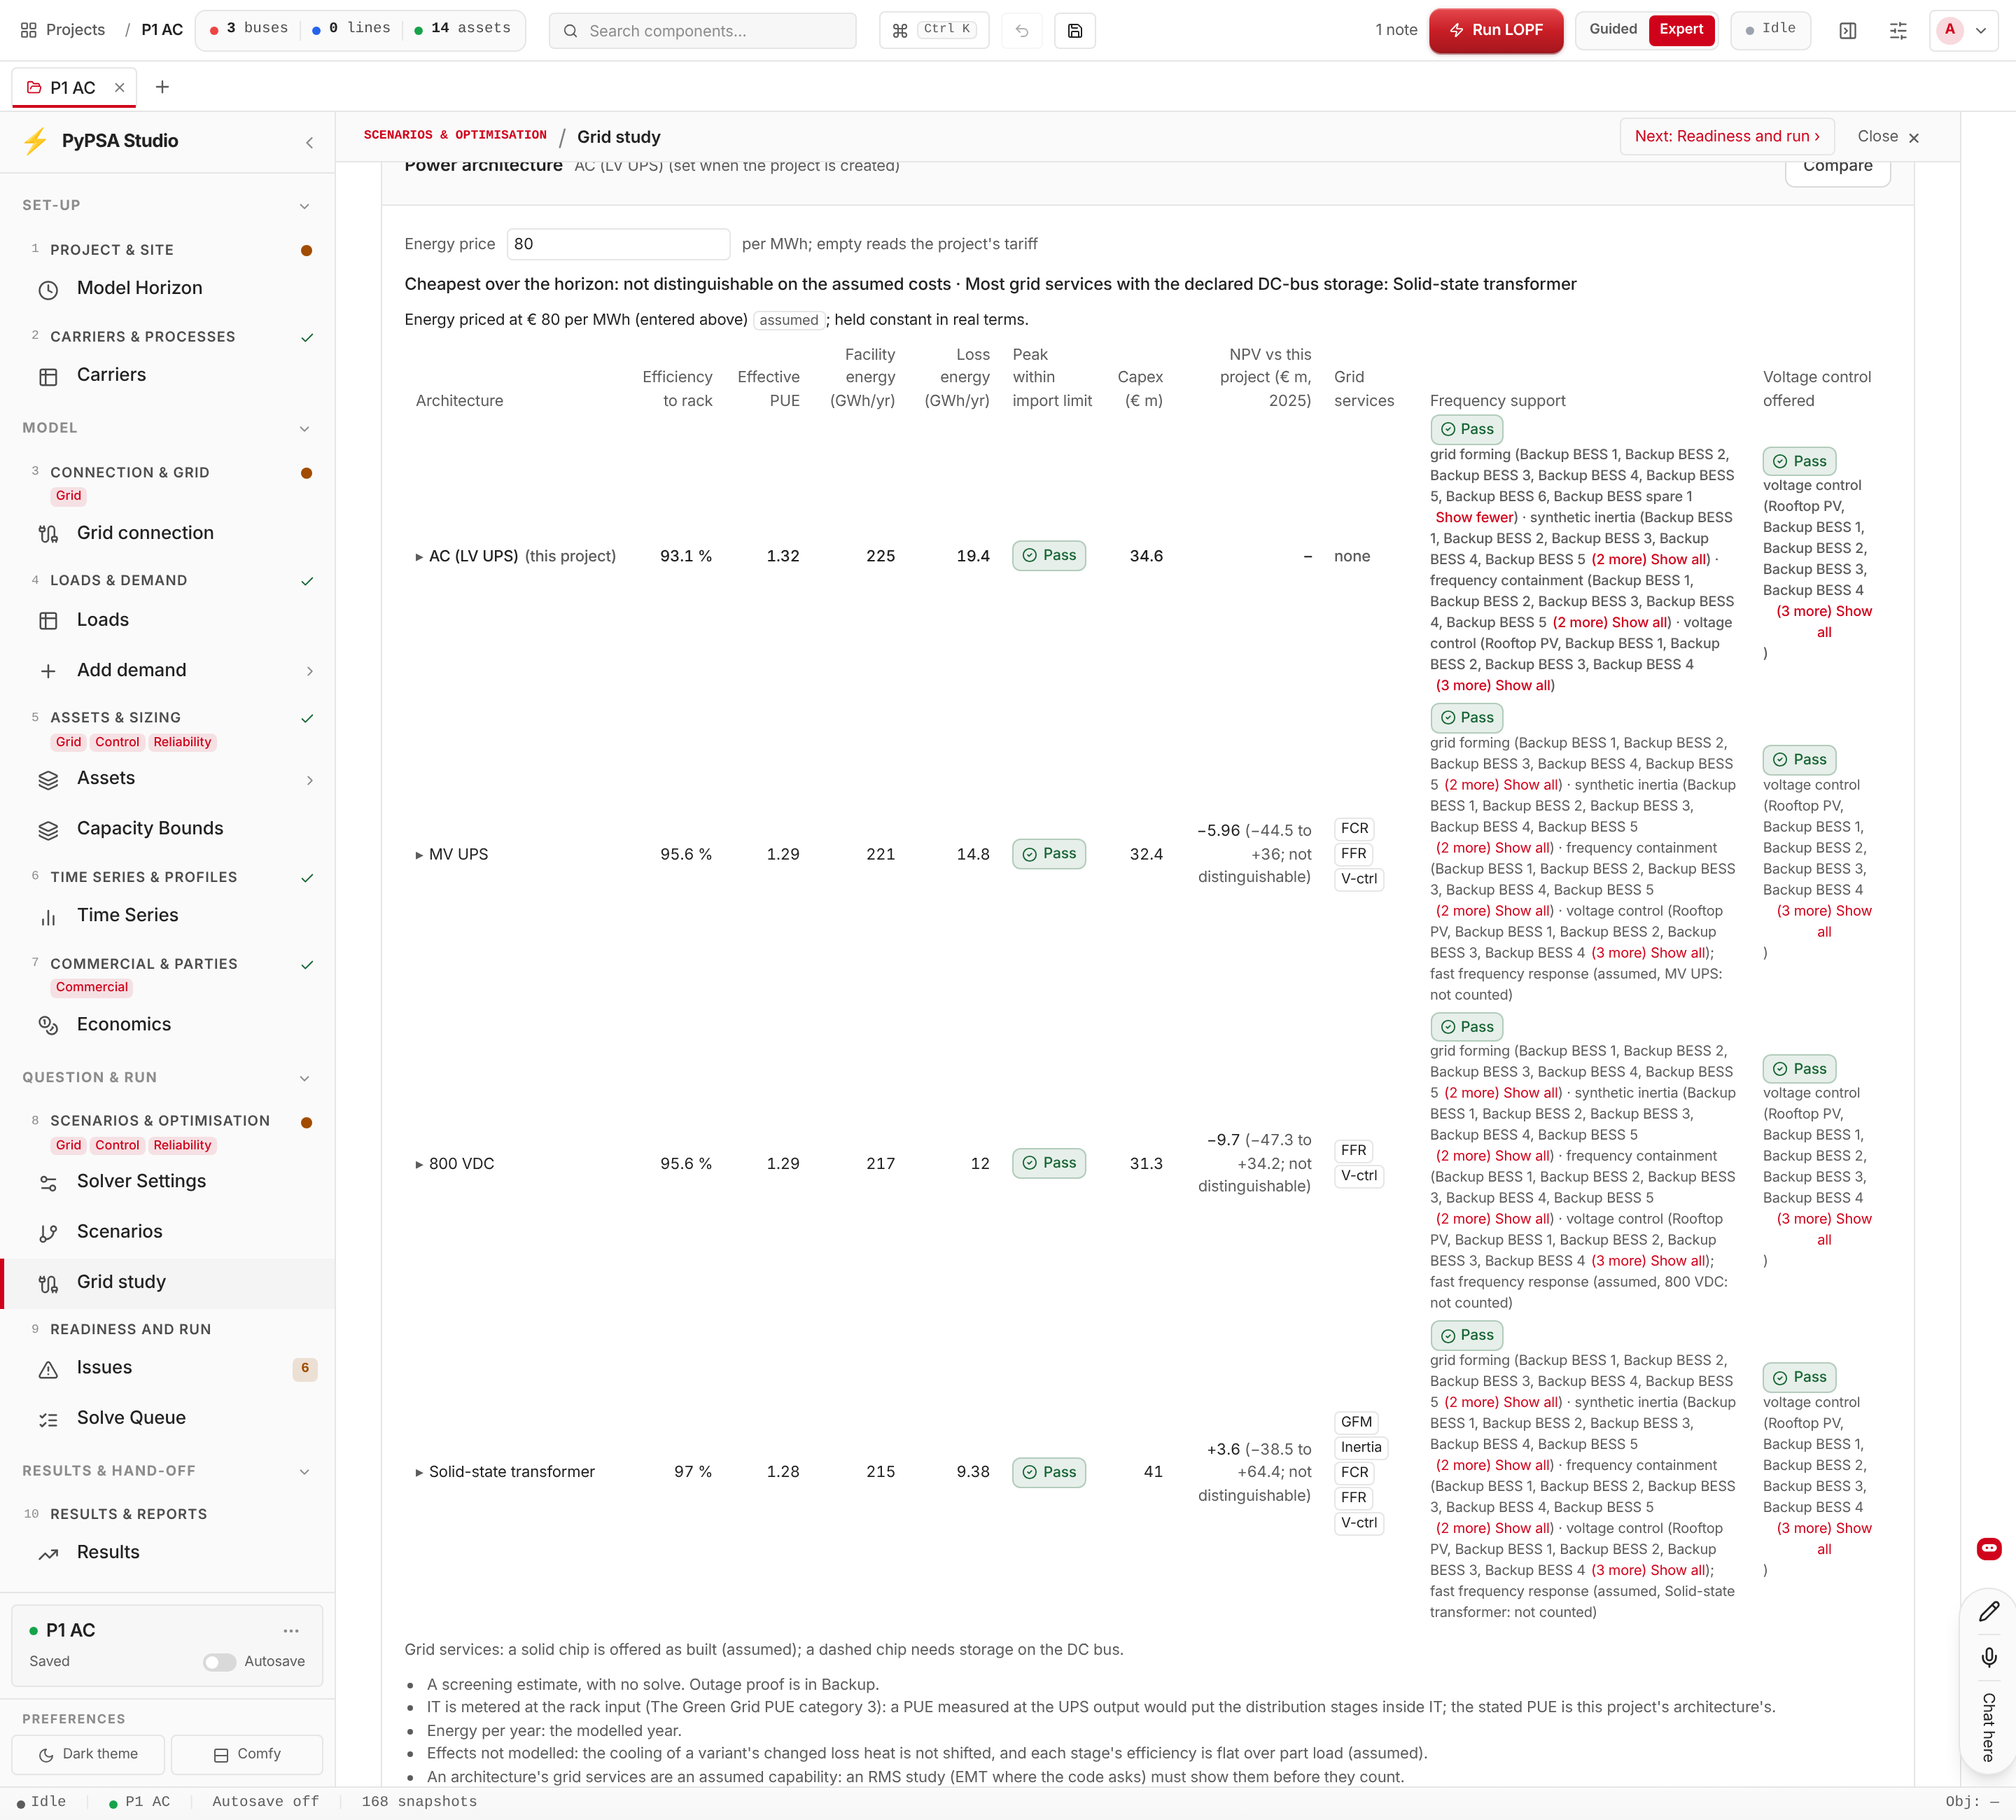 Projects / P1 AC
3 buses
0 lines
14 assets
Search components...
⌘ Ctrl K
1 note
Run LOPF
Guided
Expert
Idle
A
P1 AC
PyPSA Studio
SCENARIOS & OPTIMISATION / Grid study
Next: Readiness and run ›
Close
SET-UP
1 PROJECT & SITE
Model Horizon
2 CARRIERS & PROCESSES
Carriers
MODEL
3 CONNECTION & GRID
Grid
Grid connection
4 LOADS & DEMAND
Loads
Add demand
5 ASSETS & SIZING
Grid Control Reliability
Assets
Capacity Bounds
6 TIME SERIES & PROFILES
Time Series
7 COMMERCIAL & PARTIES
Commercial
Economics
QUESTION & RUN
8 SCENARIOS & OPTIMISATION
Grid Control Reliability
Solver Settings
Scenarios
Grid study
9 READINESS AND RUN
Issues 6
Solve Queue
RESULTS & HAND-OFF
10 RESULTS & REPORTS
Results
P1 AC
Saved
Autosave
PREFERENCES
Dark theme
Comfy
Power architecture AC (LV UPS) (set when the project is created)
Compare
Energy price 80 per MWh; empty reads the project's tariff
Cheapest over the horizon: not distinguishable on the assumed costs · Most grid services with the declared DC-bus storage: Solid-state transformer
Energy priced at € 80 per MWh (entered above) assumed ; held constant in real terms.
Architecture
Efficiency
to rack
Effective
PUE
Facility
energy
(GWh/yr)
Loss
energy
(GWh/yr)
Peak
within
import limit
Capex
(€ m)
NPV vs this
project (€ m,
2025)
Grid
services
Frequency support
Voltage control
offered
▸ AC (LV UPS) (this project)
93.1 %
1.32
225
19.4
Pass
34.6
–
none
Pass
grid forming (Backup BESS 1, Backup BESS 2,
Backup BESS 3, Backup BESS 4, Backup BESS
5, Backup BESS 6, Backup BESS spare 1
Show fewer) · synthetic inertia (Backup BESS
1, Backup BESS 2, Backup BESS 3, Backup
BESS 4, Backup BESS 5 (2 more) Show all) ·
frequency containment (Backup BESS 1,
Backup BESS 2, Backup BESS 3, Backup BESS
4, Backup BESS 5 (2 more) Show all) · voltage
control (Rooftop PV, Backup BESS 1, Backup
BESS 2, Backup BESS 3, Backup BESS 4
(3 more) Show all)
Pass
voltage control
(Rooftop PV,
Backup BESS 1,
Backup BESS 2,
Backup BESS 3,
Backup BESS 4
(3 more) Show
all
)
▸ MV UPS
95.6 %
1.29
221
14.8
Pass
32.4
−5.96 (−44.5 to
+36; not
distinguishable)
FCR
FFR
V-ctrl
Pass
grid forming (Backup BESS 1, Backup BESS 2,
Backup BESS 3, Backup BESS 4, Backup BESS
5 (2 more) Show all) · synthetic inertia (Backup
BESS 1, Backup BESS 2, Backup BESS 3,
Backup BESS 4, Backup BESS 5
(2 more) Show all) · frequency containment
(Backup BESS 1, Backup BESS 2, Backup BESS
3, Backup BESS 4, Backup BESS 5
(2 more) Show all) · voltage control (Rooftop
PV, Backup BESS 1, Backup BESS 2, Backup
BESS 3, Backup BESS 4 (3 more) Show all);
fast frequency response (assumed, MV UPS:
not counted)
Pass
voltage control
(Rooftop PV,
Backup BESS 1,
Backup BESS 2,
Backup BESS 3,
Backup BESS 4
(3 more) Show
all
)
▸ 800 VDC
95.6 %
1.29
217
12
Pass
31.3
−9.7 (−47.3 to
+34.2; not
distinguishable)
FFR
V-ctrl
Pass
grid forming (Backup BESS 1, Backup BESS 2,
Backup BESS 3, Backup BESS 4, Backup BESS
5 (2 more) Show all) · synthetic inertia (Backup
BESS 1, Backup BESS 2, Backup BESS 3,
Backup BESS 4, Backup BESS 5
(2 more) Show all) · frequency containment
(Backup BESS 1, Backup BESS 2, Backup BESS
3, Backup BESS 4, Backup BESS 5
(2 more) Show all) · voltage control (Rooftop
PV, Backup BESS 1, Backup BESS 2, Backup
BESS 3, Backup BESS 4 (3 more) Show all);
fast frequency response (assumed, 800 VDC:
not counted)
Pass
voltage control
(Rooftop PV,
Backup BESS 1,
Backup BESS 2,
Backup BESS 3,
Backup BESS 4
(3 more) Show
all
)
▸ Solid-state transformer
97 %
1.28
215
9.38
Pass
41
+3.6 (−38.5 to
+64.4; not
distinguishable)
GFM
Inertia
FCR
FFR
V-ctrl
Pass
grid forming (Backup BESS 1, Backup BESS 2,
Backup BESS 3, Backup BESS 4, Backup BESS
5 (2 more) Show all) · synthetic inertia (Backup
BESS 1, Backup BESS 2, Backup BESS 3,
Backup BESS 4, Backup BESS 5
(2 more) Show all) · frequency containment
(Backup BESS 1, Backup BESS 2, Backup BESS
3, Backup BESS 4, Backup BESS 5
(2 more) Show all) · voltage control (Rooftop
PV, Backup BESS 1, Backup BESS 2, Backup
BESS 3, Backup BESS 4 (3 more) Show all);
fast frequency response (assumed, Solid-state
transformer: not counted)
Pass
voltage control
(Rooftop PV,
Backup BESS 1,
Backup BESS 2,
Backup BESS 3,
Backup BESS 4
(3 more) Show
all
)
Grid services: a solid chip is offered as built (assumed); a dashed chip needs storage on the DC bus.
• A screening estimate, with no solve. Outage proof is in Backup.
• IT is metered at the rack input (The Green Grid PUE category 3): a PUE measured at the UPS output would put the distribution stages inside IT; the stated PUE is this project's architecture's.
• Energy per year: the modelled year.
• Effects not modelled: the cooling of a variant's changed loss heat is not shifted, and each stage's efficiency is flat over part load (assumed).
• An architecture's grid services are an assumed capability: an RMS study (EMT where the code asks) must show them before they count.
Chat here
Idle
P1 AC
Autosave off
168 snapshots
Obj: —